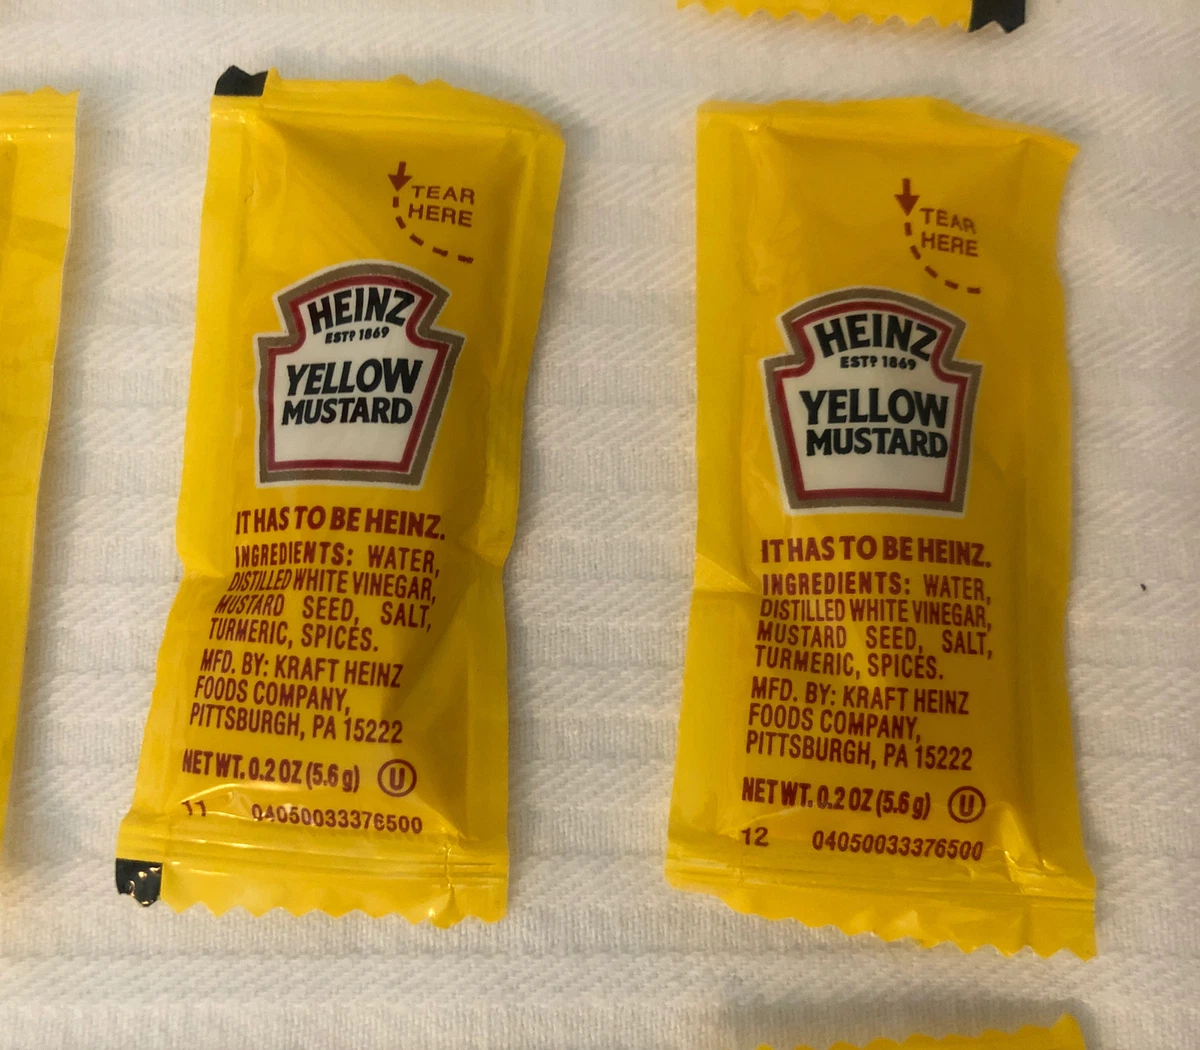 TEAR
HERE
HEINZ
ESTD 1869
YELLOW
MUSTARD
IT HAS TO BE HEINZ.
INGREDIENTS: WATER,
DISTILLED WHITE VINEGAR,
MUSTARD SEED, SALT,
TURMERIC, SPICES.
MFD. BY: KRAFT HEINZ
FOODS COMPANY,
PITTSBURGH, PA 15222
NET WT. 0.2 OZ (5.6 g) U
11 04050033376500
TEAR
HERE
HEINZ
ESTD 1869
YELLOW
MUSTARD
IT HAS TO BE HEINZ.
INGREDIENTS: WATER,
DISTILLED WHITE VINEGAR,
MUSTARD SEED, SALT,
TURMERIC, SPICES.
MFD. BY: KRAFT HEINZ
FOODS COMPANY,
PITTSBURGH, PA 15222
NET WT. 0.2 OZ (5.6 g) U
12 04050033376500